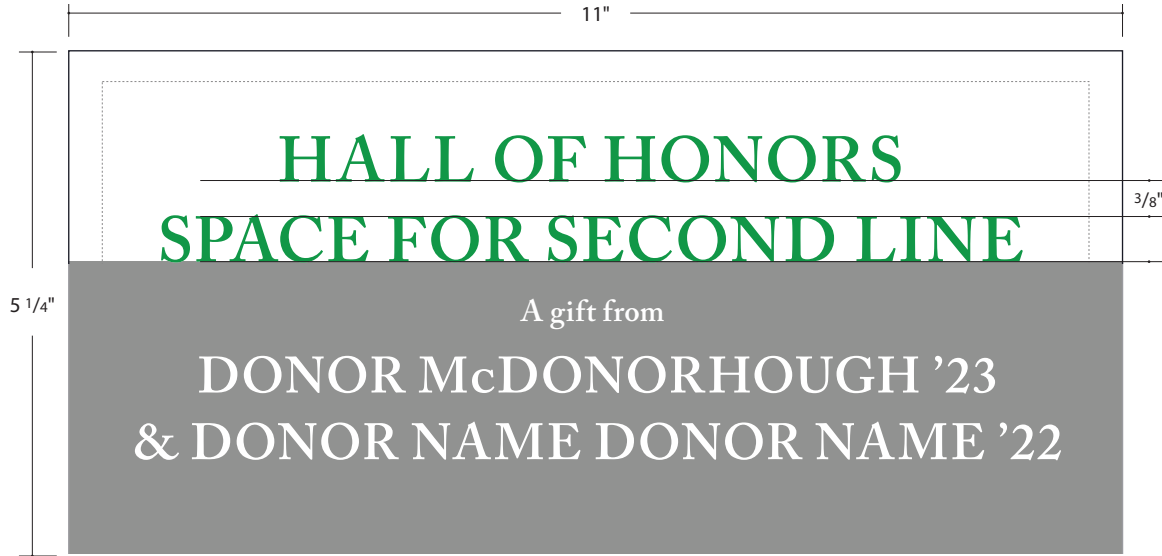 11"
HALL OF HONORS
3/8"
SPACE FOR SECOND LINE
5 1/4"
A gift from
DONOR McDONORHOUGH ’23
& DONOR NAME DONOR NAME ’22